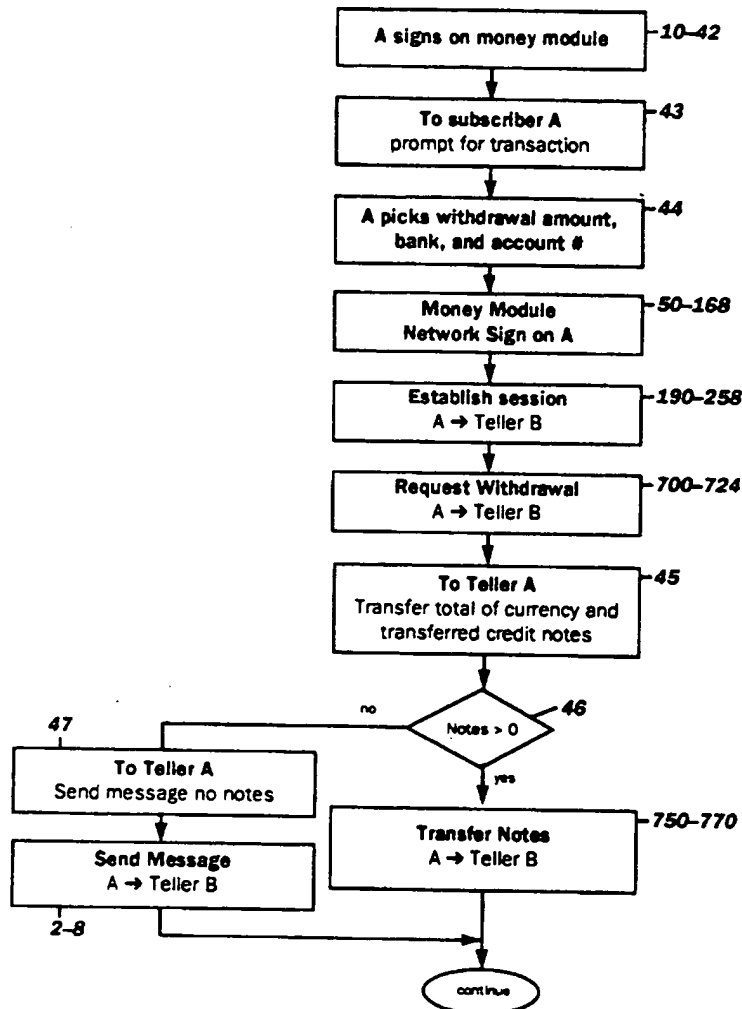 A signs on money module
10–42
To subscriber A
prompt for transaction
43
A picks withdrawal amount,
bank, and account #
44
Money Module
Network Sign on A
50–168
Establish session
A → Teller B
190–258
Request Withdrawal
A → Teller B
700–724
To Teller A
Transfer total of currency and
transferred credit notes
45
Notes > 0
46
no
yes
47
To Teller A
Send message no notes
Send Message
A → Teller B
2–8
Transfer Notes
A → Teller B
750–770
continue